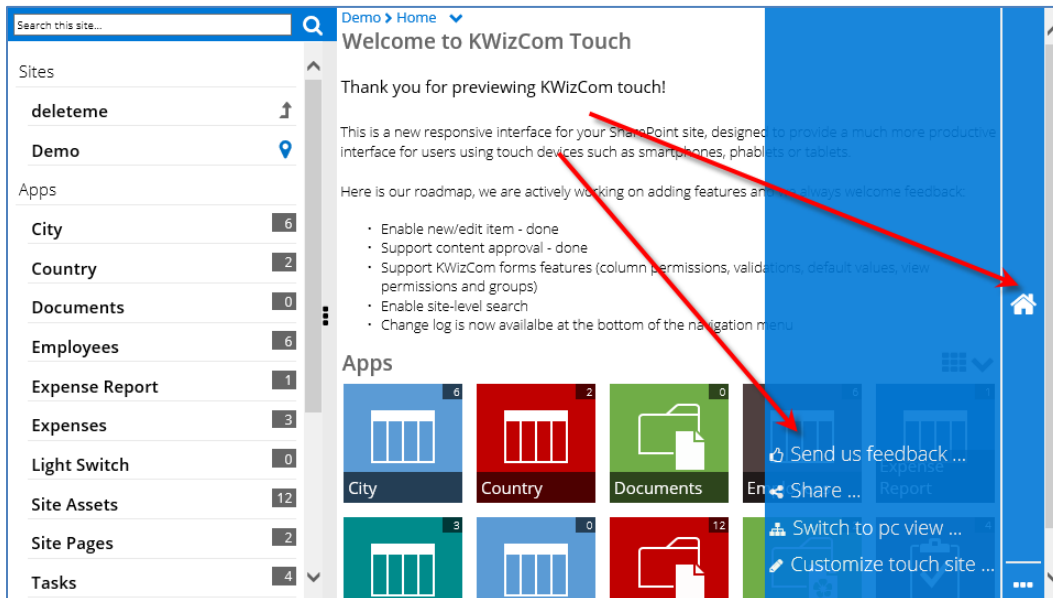 Search this site...
Sites
deleteme
Demo
Apps
City 6
Country 2
Documents 0
Employees 6
Expense Report 1
Expenses 3
Light Switch 0
Site Assets 12
Site Pages 2
Tasks 4
Demo > Home
Welcome to KWizCom Touch
Thank you for previewing KWizCom touch!
This is a new responsive interface for your SharePoint site, designed to provide a much more productive
interface for users using touch devices such as smartphones, phablets or tablets.
Here is our roadmap, we are actively working on adding features and we always welcome feedback:
· Enable new/edit item - done
· Support content approval - done
· Support KWizCom forms features (column permissions, validations, default values, view
permissions and groups)
· Enable site-level search
· Change log is now availalbe at the bottom of the navigation menu
Apps
6
City
2
Country
0
Documents
6
Em
1
Expense
Report
3
0
12
4
Send us feedback ...
Share ...
Switch to pc view ...
Customize touch site ...
...